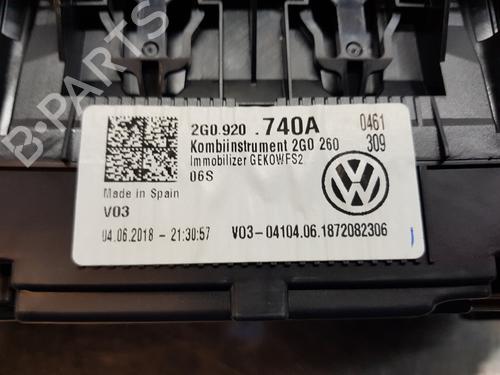 2G0.920 .740A 0461
Kombiinstrument 2G0 260 309
Immobilizer GEKOWFS2
06S
Made in Spain
V03
04.06.2018 - 21:30:57 V03-04104.06.1872082306
B-PARTS